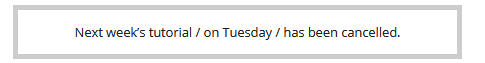 Next week’s tutorial / on Tuesday / has been cancelled.